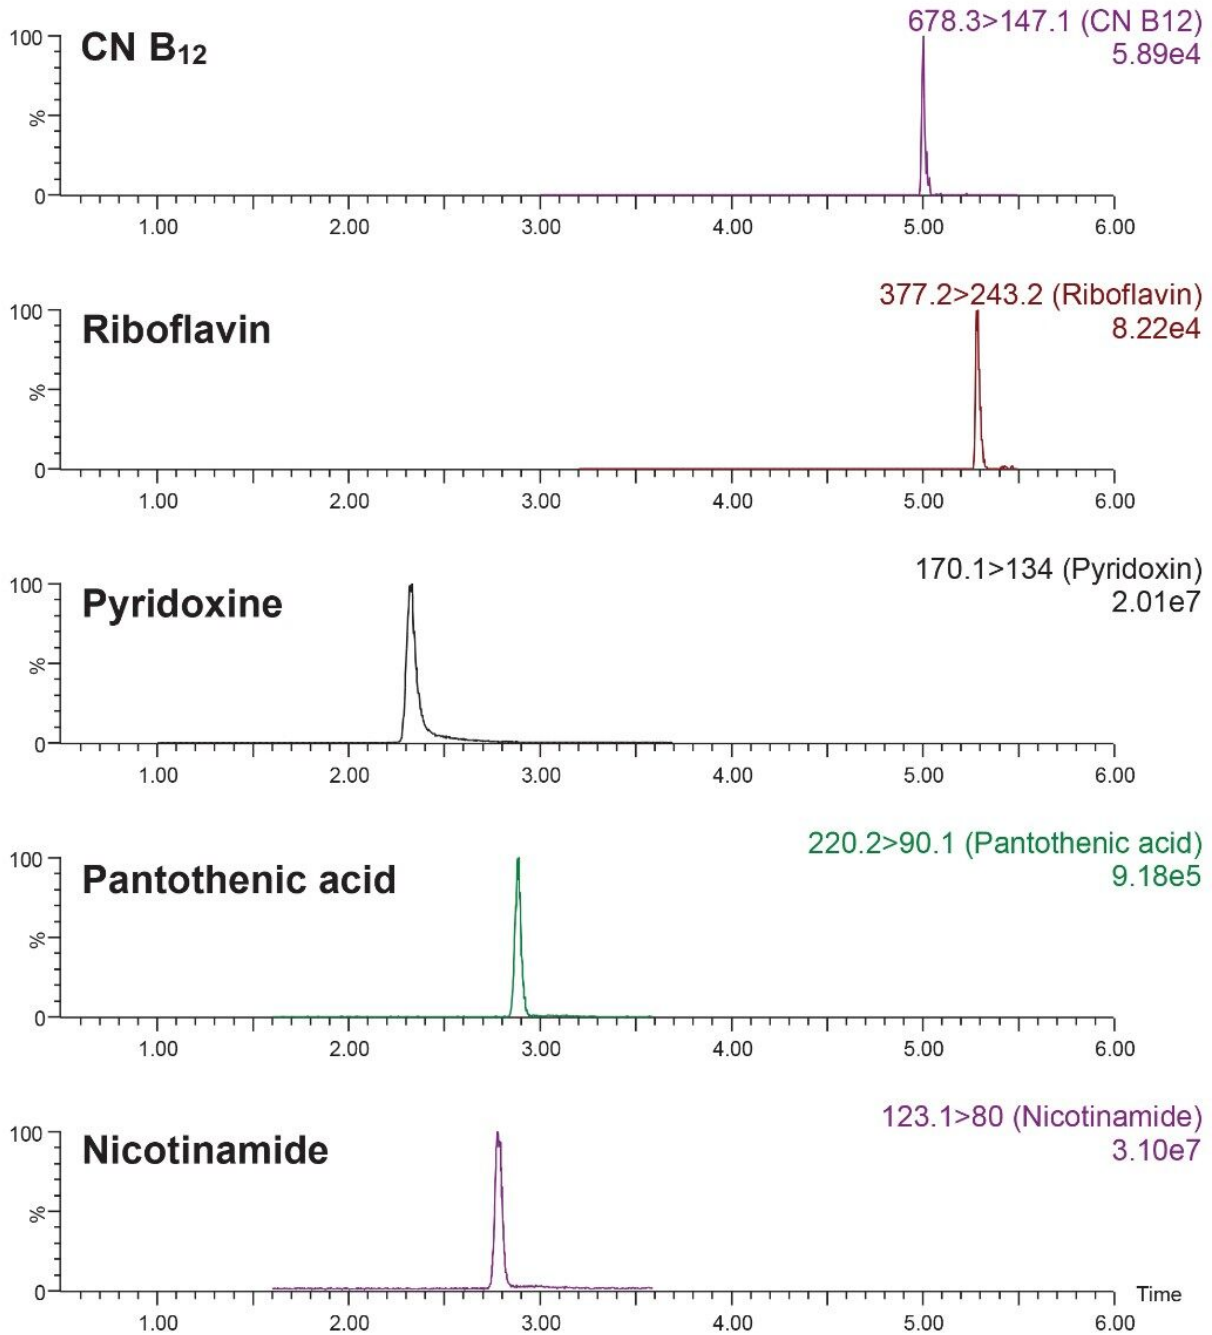 678.3>147.1 (CN B12)
5.89e4
CN B₁₂
100
%
0
1.00 2.00 3.00 4.00 5.00 6.00
377.2>243.2 (Riboflavin)
8.22e4
Riboflavin
100
%
0
1.00 2.00 3.00 4.00 5.00 6.00
170.1>134 (Pyridoxin)
2.01e7
Pyridoxine
100
%
0
1.00 2.00 3.00 4.00 5.00 6.00
220.2>90.1 (Pantothenic acid)
9.18e5
Pantothenic acid
100
%
0
1.00 2.00 3.00 4.00 5.00 6.00
123.1>80 (Nicotinamide)
3.10e7
Nicotinamide
100
%
0
Time
1.00 2.00 3.00 4.00 5.00 6.00